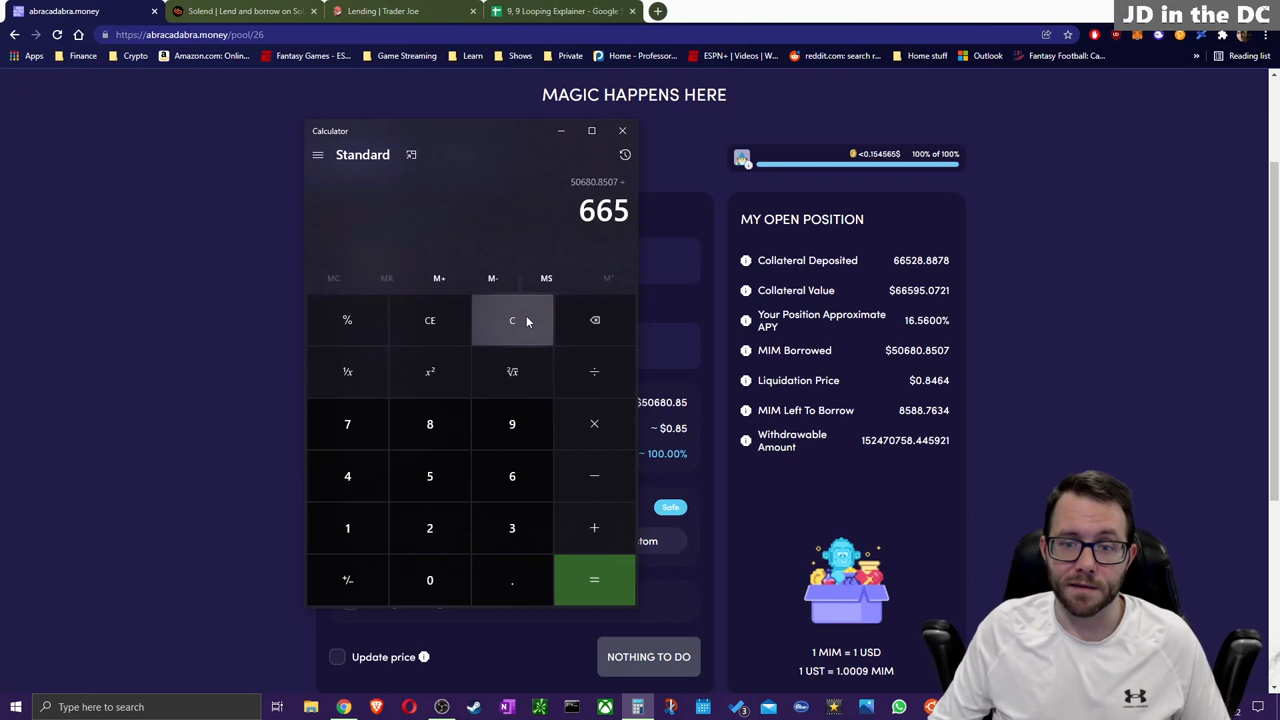 abracadabra.money
Solend | Lend and borrow on Sol
Lending | Trader Joe
9, 9 Looping Explainer - Google S
JD in the DC
https://abracadabra.money/pool/26
Apps
Finance
Crypto
Amazon.com: Onlin...
Fantasy Games - ES...
Game Streaming
Learn
Shows
Private
Home - Professor...
ESPN+ | Videos | W...
reddit.com: search r...
Home stuff
Outlook
Fantasy Football: Ca...
»
Reading list
MAGIC HAPPENS HERE
Calculator
Standard
50680.8507 ÷
665
MC MR M+ M- MS
% CE C
¹/x x² ²√x ÷
7 8 9 ×
4 5 6 −
1 2 3 +
+/- 0 . =
<0.154565$ 100% of 100%
MY OPEN POSITION
Collateral Deposited 66528.8878
Collateral Value $66595.0721
Your Position Approximate
APY
16.5600%
MIM Borrowed $50680.8507
Liquidation Price $0.8464
MIM Left To Borrow 8588.7634
Withdrawable
Amount
152470758.445921
$50680.85
~ $0.85
~ 100.00%
Safe
tom
Update price
NOTHING TO DO
1 MIM = 1 USD
1 UST = 1.0009 MIM
Type here to search